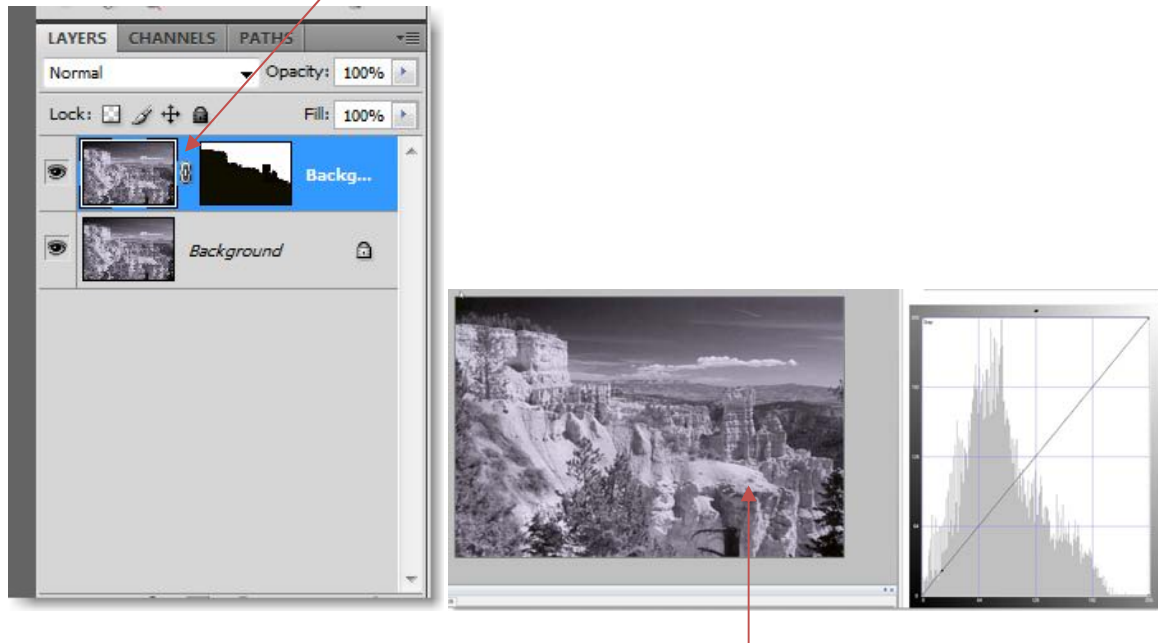 LAYERS CHANNELS PATHS
Normal Opacity: 100%
Lock: Fill: 100%
Backg...
Background